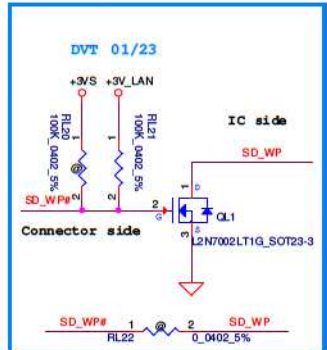 DVT 01/23
+3VS
+3V_LAN
1
1
RL20
100K_0402_5%
RL21
100K_0402_5%
IC side
SD_WP
@
2
2
SD_WP#
2
G
1
D
QL1
S
3
L2N7002LT1G_SOT23-3
Connector side
SD_WP#
1
@
2
SD_WP
RL22
0_0402_5%